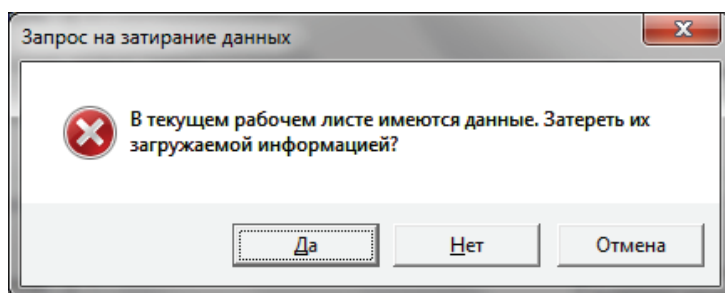 Запрос на затирание данных
В текущем рабочем листе имеются данные. Затереть их
загружаемой информацией?
Да
Нет
Отмена